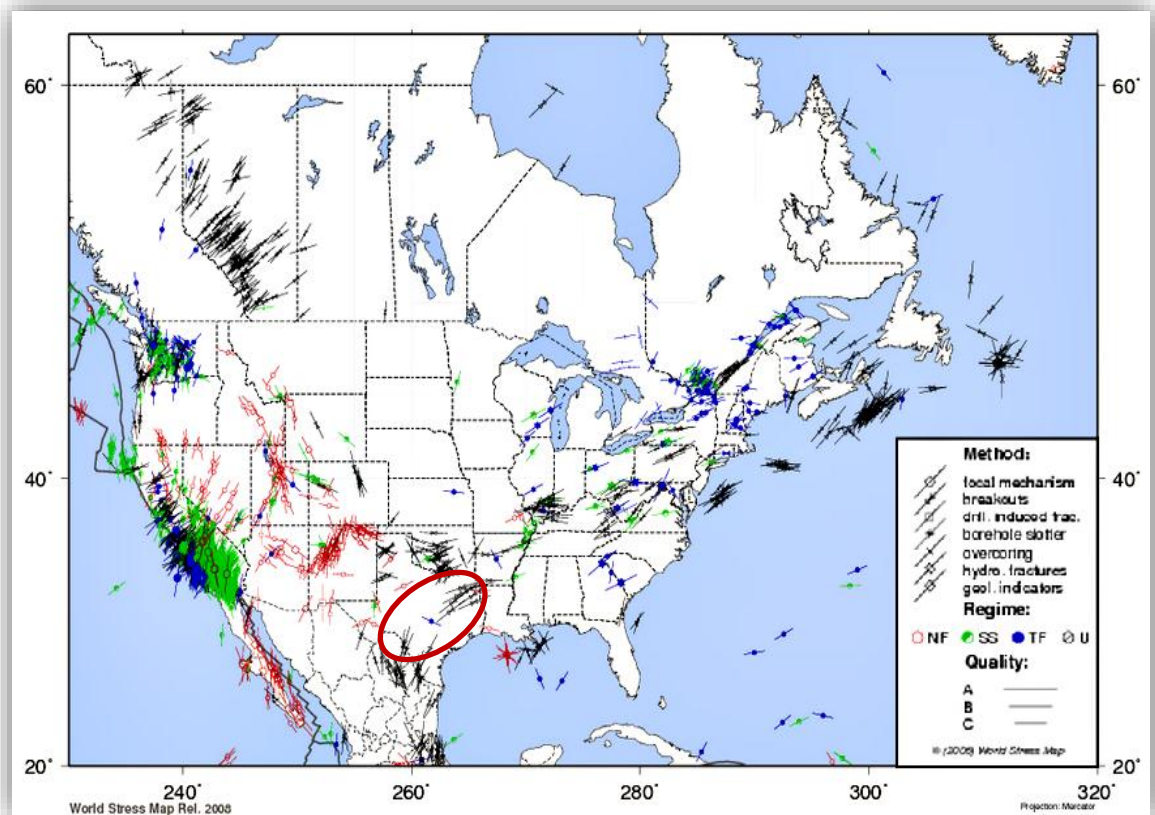 60°
60°
40°
40°
20°
20°
240°
260°
280°
300°
320°
Method:
focal mechanism
breakouts
drill. induced frac.
borehole slotter
overcoring
hydro. fractures
geol. indicators
Regime:
NF SS TF U
Quality:
A
B
C
© (2008) World Stress Map
World Stress Map Rel. 2008
Projection: Mercator